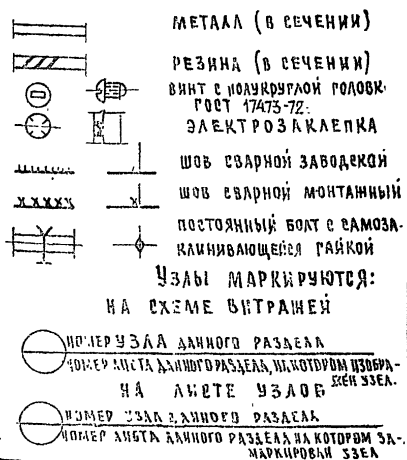 МЕТАЛЛ (В СЕЧЕНИИ)
РЕЗИНА (В СЕЧЕНИИ)
ВИНТ С ПОЛУКРУГЛОЙ ГОЛОВК.
ГОСТ 17473-72.
ЭЛЕКТРОЗАКЛЕПКА
ШОВ СВАРНОЙ ЗАВОДСКОЙ
ШОВ СВАРНОЙ МОНТАЖНЫЙ
ПОСТОЯННЫЙ БОЛТ С САМОЗА-
КЛИНИВАЮЩЕЙСЯ ГАЙКОЙ
УЗЛЫ МАРКИРУЮТСЯ:
НА СХЕМЕ ВИТРАЖЕЙ
НОМЕР УЗЛА ДАННОГО РАЗДЕЛА
НОМЕР ЛИСТА ДАННОГО РАЗДЕЛА, НА КОТОРОМ ИЗОБРА-
ЖЕН УЗЕЛ.
НА ЛИСТЕ УЗЛОВ
НОМЕР УЗЛА ДАННОГО РАЗДЕЛА
НОМЕР ЛИСТА ДАННОГО РАЗДЕЛА НА КОТОРОМ ЗА-
МАРКИРОВАН УЗЕЛ